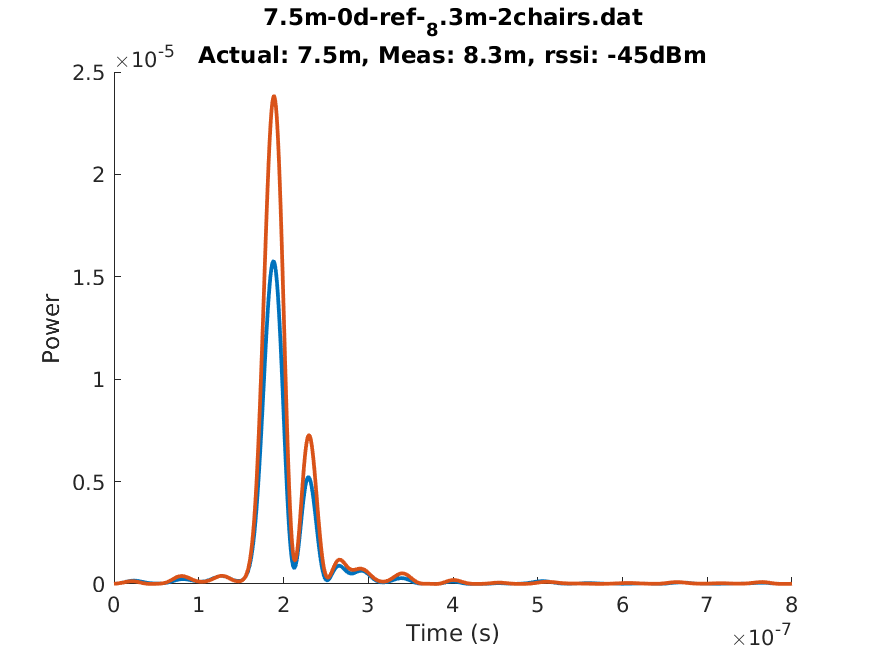 7.5m-0d-ref-8.3m-2chairs.dat
Actual: 7.5m, Meas: 8.3m, rssi: -45dBm
×10-5
2.5
2
1.5
1
0.5
0
Power
0 1 2 3 4 5 6 7 8
Time (s)
×10-7